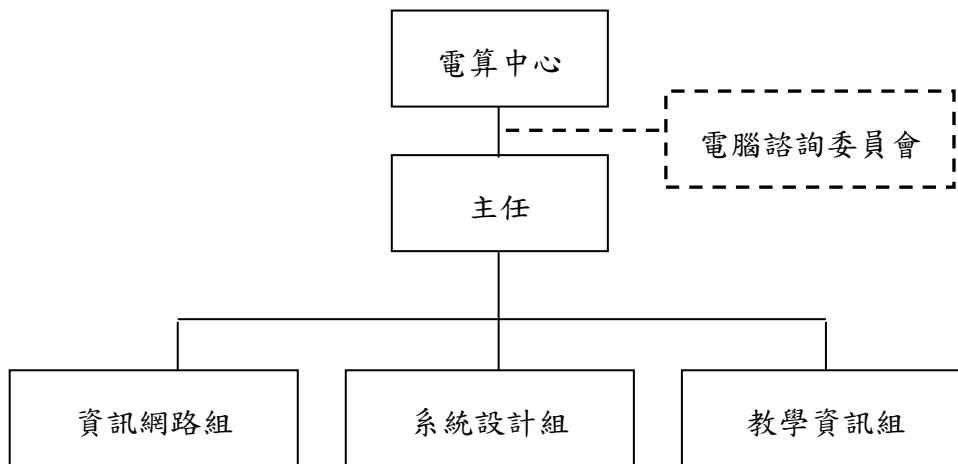 電算中心
電腦諮詢委員會
主任
資訊網路組
系統設計組
教學資訊組